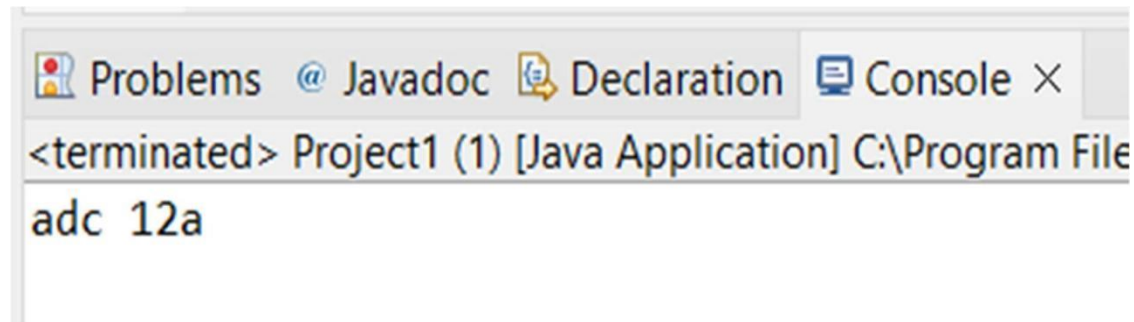 Problems @ Javadoc Declaration Console
<terminated> Project1 (1) [Java Application] C:\Program File
adc 12a